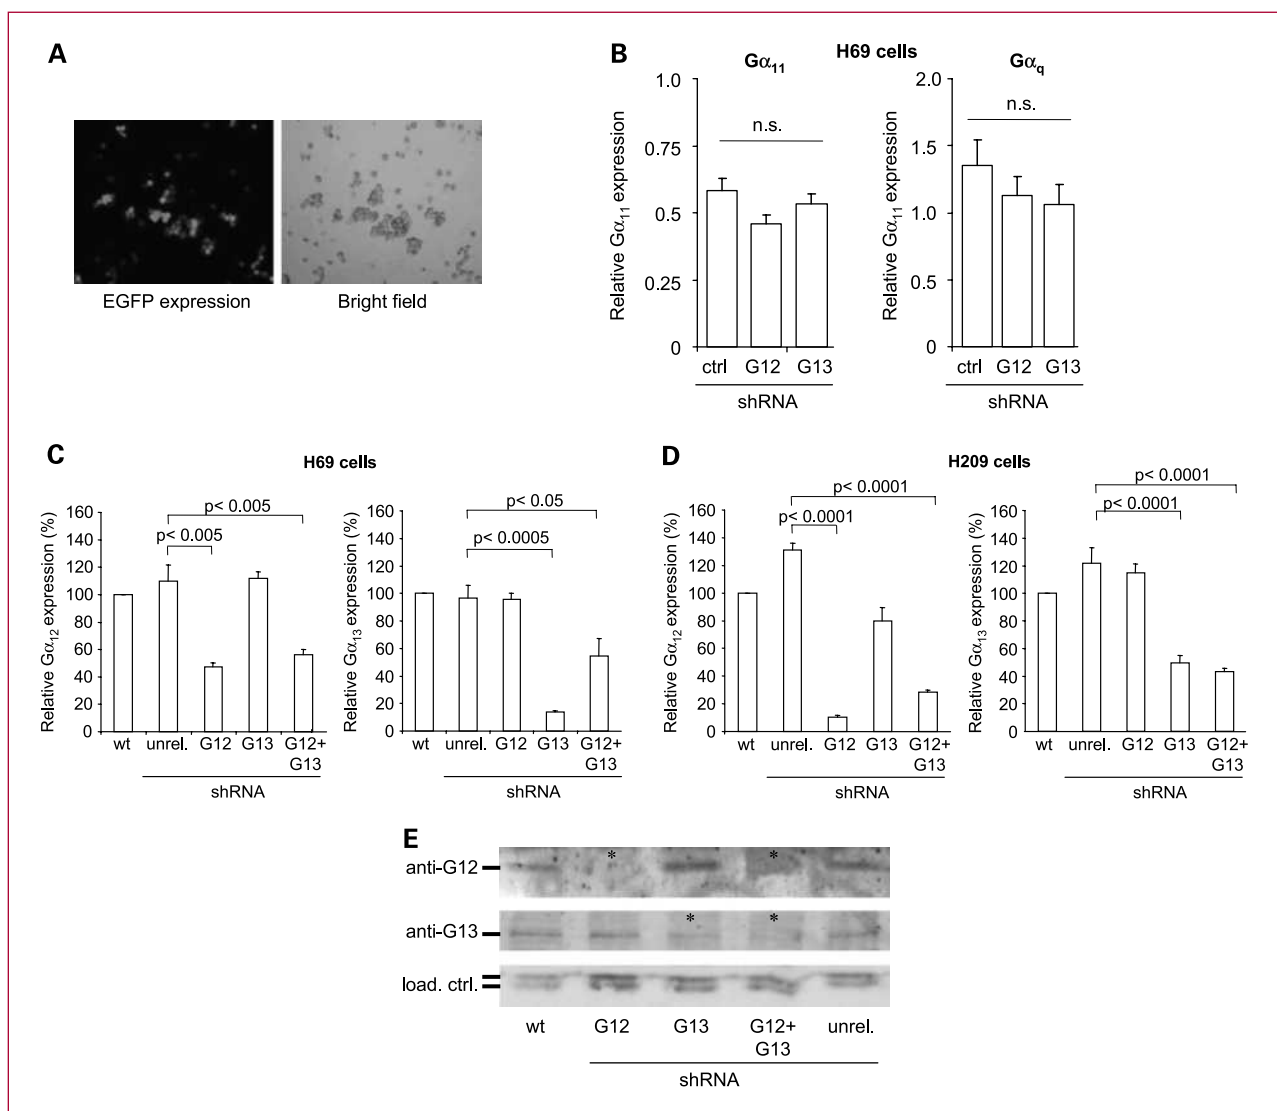 A
EGFP expression
Bright field
B
H69 cells
Gα11
Relative Gα11 expression
1.0
0.75
0.5
0.25
0
n.s.
ctrl G12 G13
shRNA
Gαq
Relative Gα11 expression
2.0
1.5
1.0
0.5
0
n.s.
ctrl G12 G13
shRNA
C
H69 cells
Relative Gα12 expression (%)
160
140
120
100
80
60
40
20
0
p< 0.005
p< 0.005
wt unrel. G12 G13 G12+
G13
shRNA
Relative Gα13 expression (%)
160
140
120
100
80
60
40
20
0
p< 0.05
p< 0.0005
wt unrel. G12 G13 G12+
G13
shRNA
D
H209 cells
Relative Gα12 expression (%)
160
140
120
100
80
60
40
20
0
p< 0.0001
p< 0.0001
wt unrel. G12 G13 G12+
G13
shRNA
Relative Gα13 expression (%)
160
140
120
100
80
60
40
20
0
p< 0.0001
p< 0.0001
wt unrel. G12 G13 G12+
G13
shRNA
E
anti-G12
* *
anti-G13
* *
load. ctrl.
wt G12 G13 G12+ unrel.
G13
shRNA